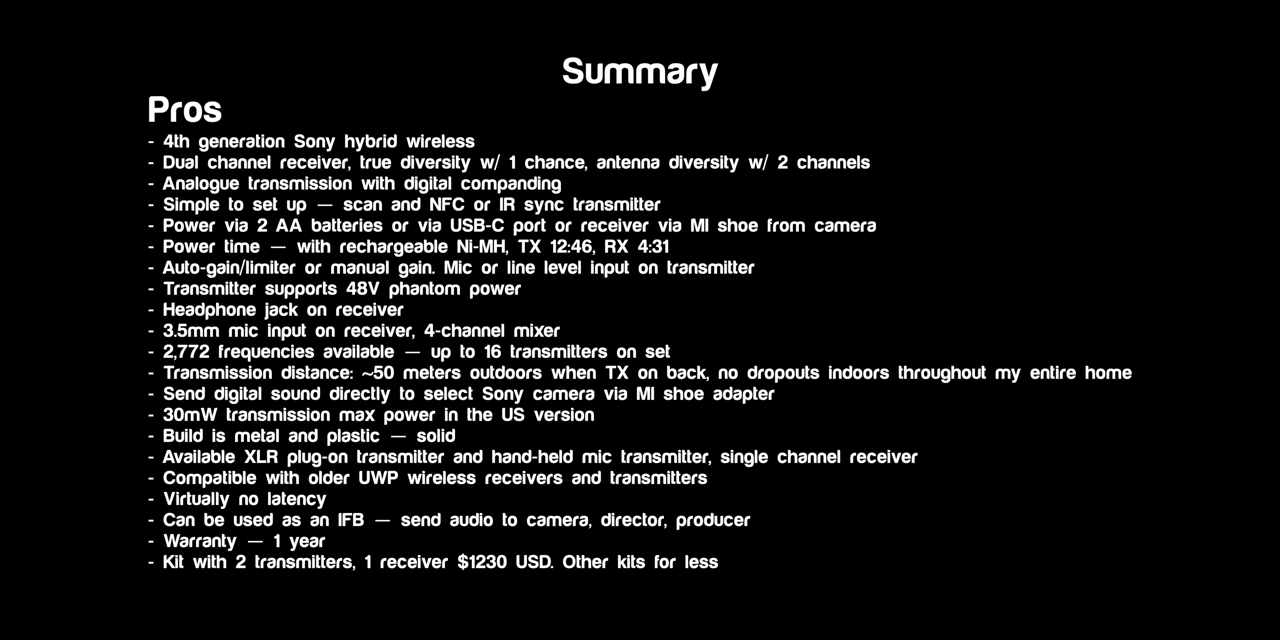 Summary
Pros
- 4th generation Sony hybrid wireless
- Dual channel receiver, true diversity w/ 1 chance, antenna diversity w/ 2 channels
- Analogue transmission with digital companding
- Simple to set up — scan and NFC or IR sync transmitter
- Power via 2 AA batteries or via USB-C port or receiver via MI shoe from camera
- Power time — with rechargeable Ni-MH, TX 12:46, RX 4:31
- Auto-gain/limiter or manual gain. Mic or line level input on transmitter
- Transmitter supports 48V phantom power
- Headphone jack on receiver
- 3.5mm mic input on receiver, 4-channel mixer
- 2,772 frequencies available — up to 16 transmitters on set
- Transmission distance: ~50 meters outdoors when TX on back, no dropouts indoors throughout my entire home
- Send digital sound directly to select Sony camera via MI shoe adapter
- 30mW transmission max power in the US version
- Build is metal and plastic — solid
- Available XLR plug-on transmitter and hand-held mic transmitter, single channel receiver
- Compatible with older UWP wireless receivers and transmitters
- Virtually no latency
- Can be used as an IFB — send audio to camera, director, producer
- Warranty — 1 year
- Kit with 2 transmitters, 1 receiver $1230 USD. Other kits for less